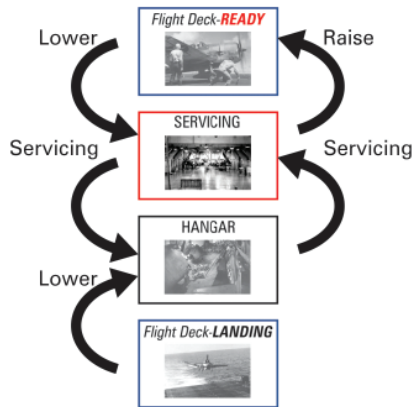 Flight Deck-READY
Lower
Raise
SERVICING
Servicing
Servicing
HANGAR
Lower
Flight Deck-LANDING